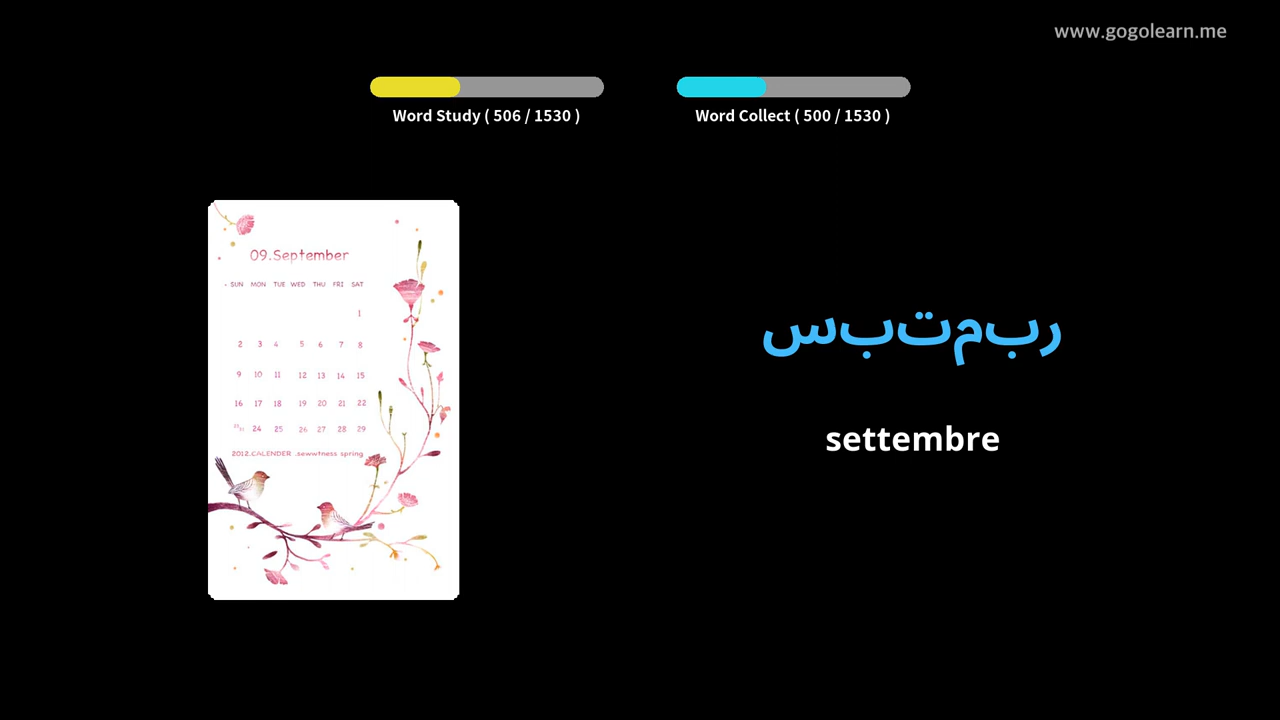 www.gogolearn.me
Word Study ( 506 / 1530 )
Word Collect ( 500 / 1530 )
09.September
SUN MON TUE WED THU FRI SAT
1
2 3 4 5 6 7 8
9 10 11 12 13 14 15
16 17 18 19 20 21 22
24 25 26 27 28 29
2012.CALENDER .sewwtness spring
سبتمبر
settembre